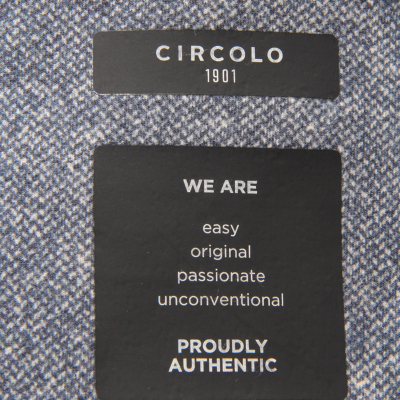 CIRCOLO
1901
WE ARE
easy
original
passionate
unconventional
PROUDLY
AUTHENTIC